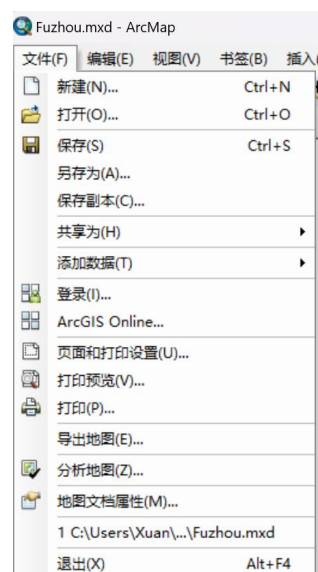 Fuzhou.mxd - ArcMap
文件(F) 编辑(E) 视图(V) 书签(B) 插入(
新建(N)... Ctrl+N
打开(O)... Ctrl+O
保存(S) Ctrl+S
另存为(A)...
保存副本(C)...
共享为(H)
添加数据(T)
登录(I)...
ArcGIS Online...
页面和打印设置(U)...
打印预览(V)...
打印(P)...
导出地图(E)...
分析地图(Z)...
地图文档属性(M)...
1 C:\Users\Xuan\...\Fuzhou.mxd
退出(X) Alt+F4